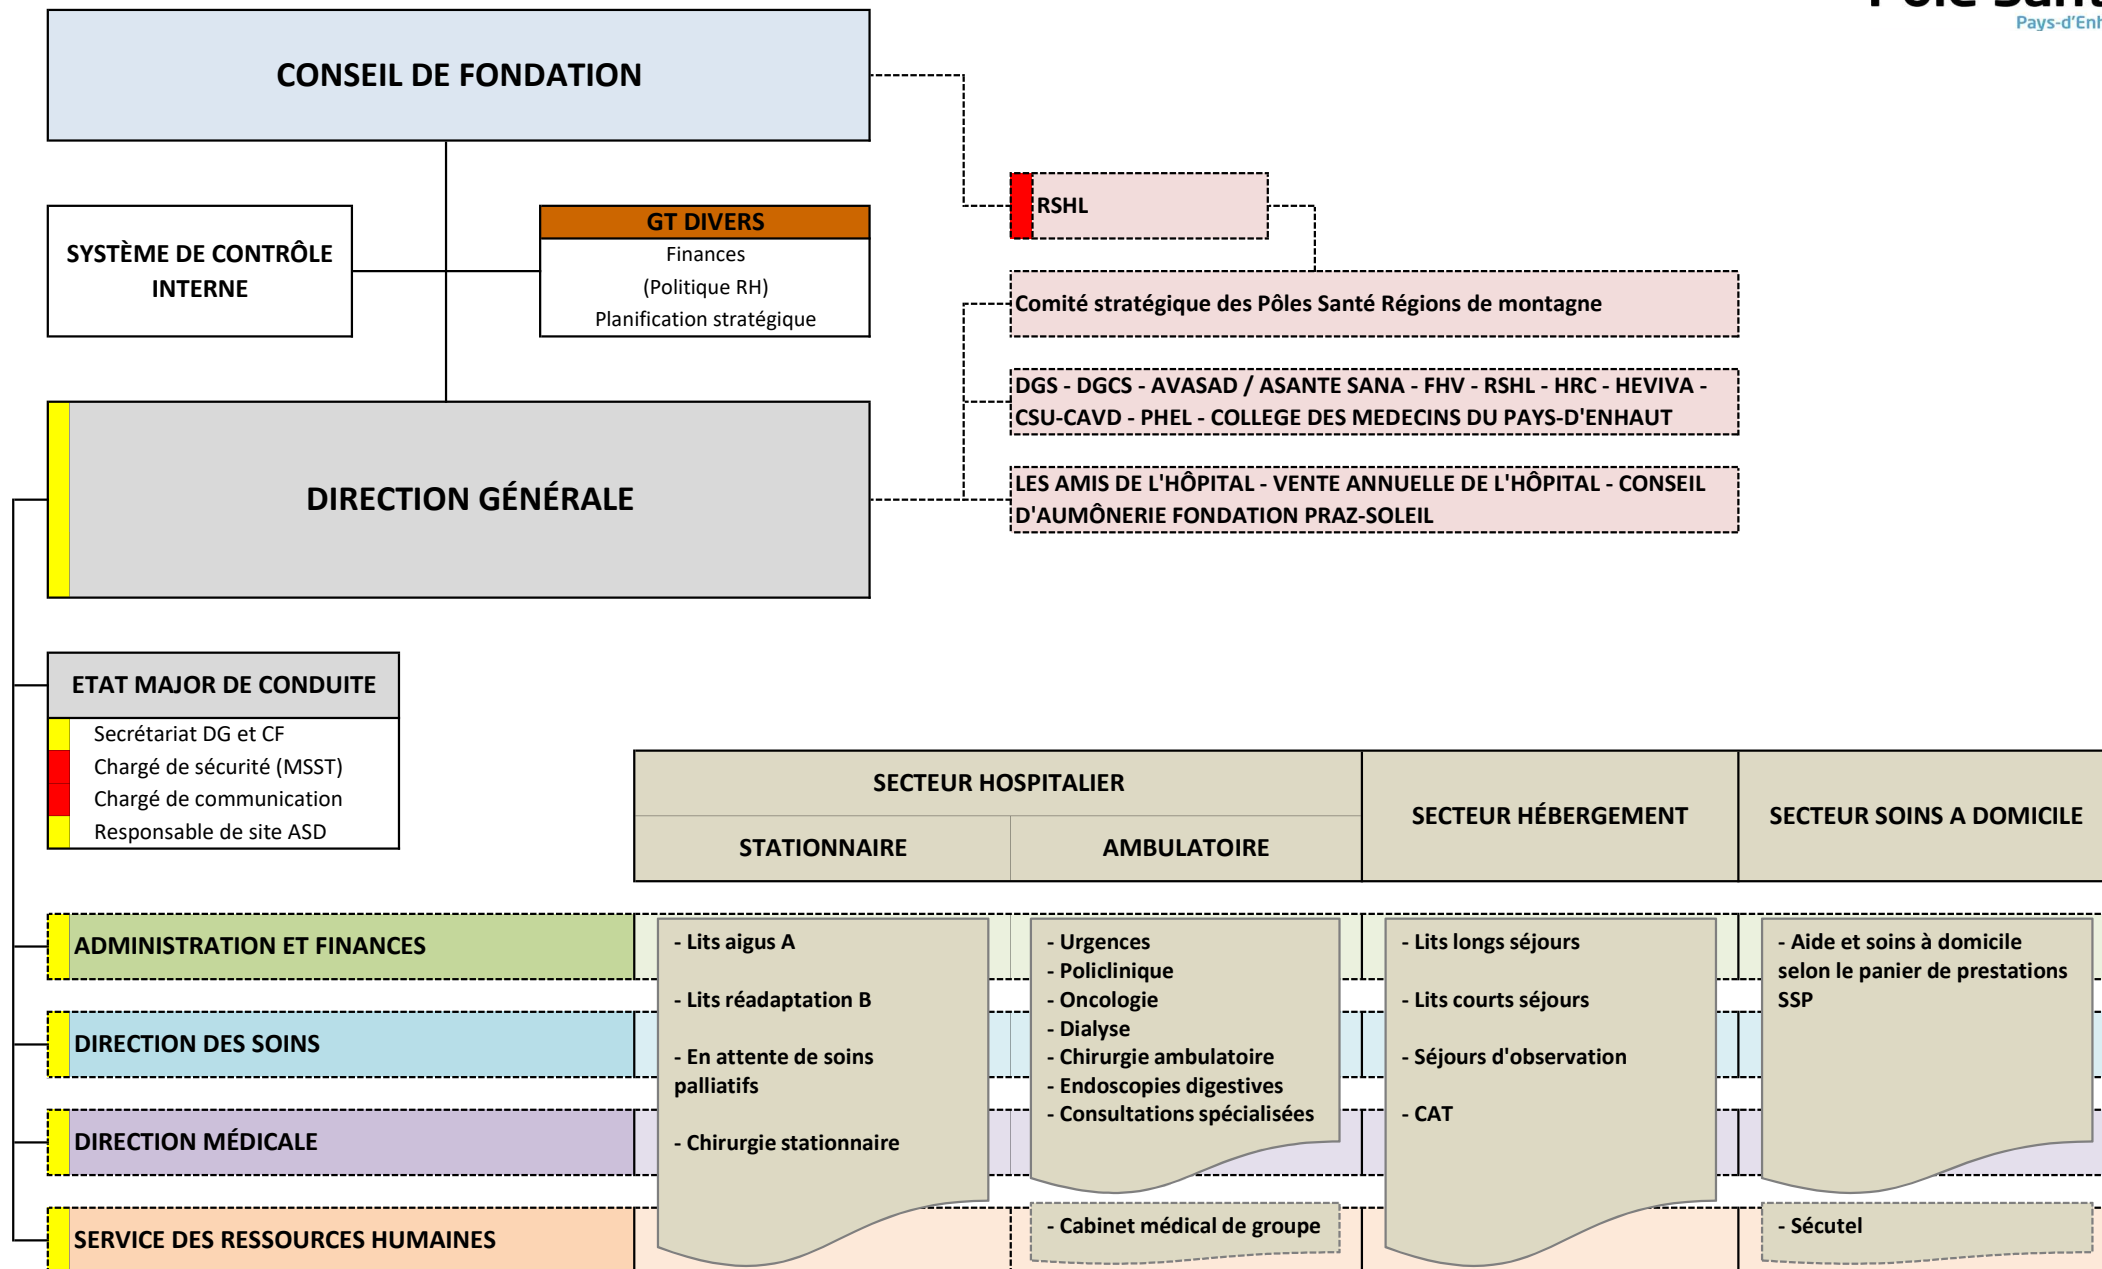 Pays-d'Enh
CONSEIL DE FONDATION
SYSTÈME DE CONTRÔLE
INTERNE
GT DIVERS
Finances
(Politique RH)
Planification stratégique
RSHL
Comité stratégique des Pôles Santé Régions de montagne
DGS - DGCS - AVASAD / ASANTE SANA - FHV - RSHL - HRC - HEVIVA -
CSU-CAVD - PHEL - COLLEGE DES MEDECINS DU PAYS-D'ENHAUT
DIRECTION GÉNÉRALE
LES AMIS DE L'HÔPITAL - VENTE ANNUELLE DE L'HÔPITAL - CONSEIL
D'AUMÔNERIE FONDATION PRAZ-SOLEIL
ETAT MAJOR DE CONDUITE
Secrétariat DG et CF
Chargé de sécurité (MSST)
Chargé de communication
Responsable de site ASD
SECTEUR HOSPITALIER
STATIONNAIRE
AMBULATOIRE
SECTEUR HÉBERGEMENT
SECTEUR SOINS A DOMICILE
ADMINISTRATION ET FINANCES
DIRECTION DES SOINS
DIRECTION MÉDICALE
SERVICE DES RESSOURCES HUMAINES
- Lits aigus A
- Lits réadaptation B
- En attente de soins
palliatifs
- Chirurgie stationnaire
- Urgences
- Policlinique
- Oncologie
- Dialyse
- Chirurgie ambulatoire
- Endoscopies digestives
- Consultations spécialisées
- Cabinet médical de groupe
- Lits longs séjours
- Lits courts séjours
- Séjours d'observation
- CAT
- Aide et soins à domicile
selon le panier de prestations
SSP
- Sécutel